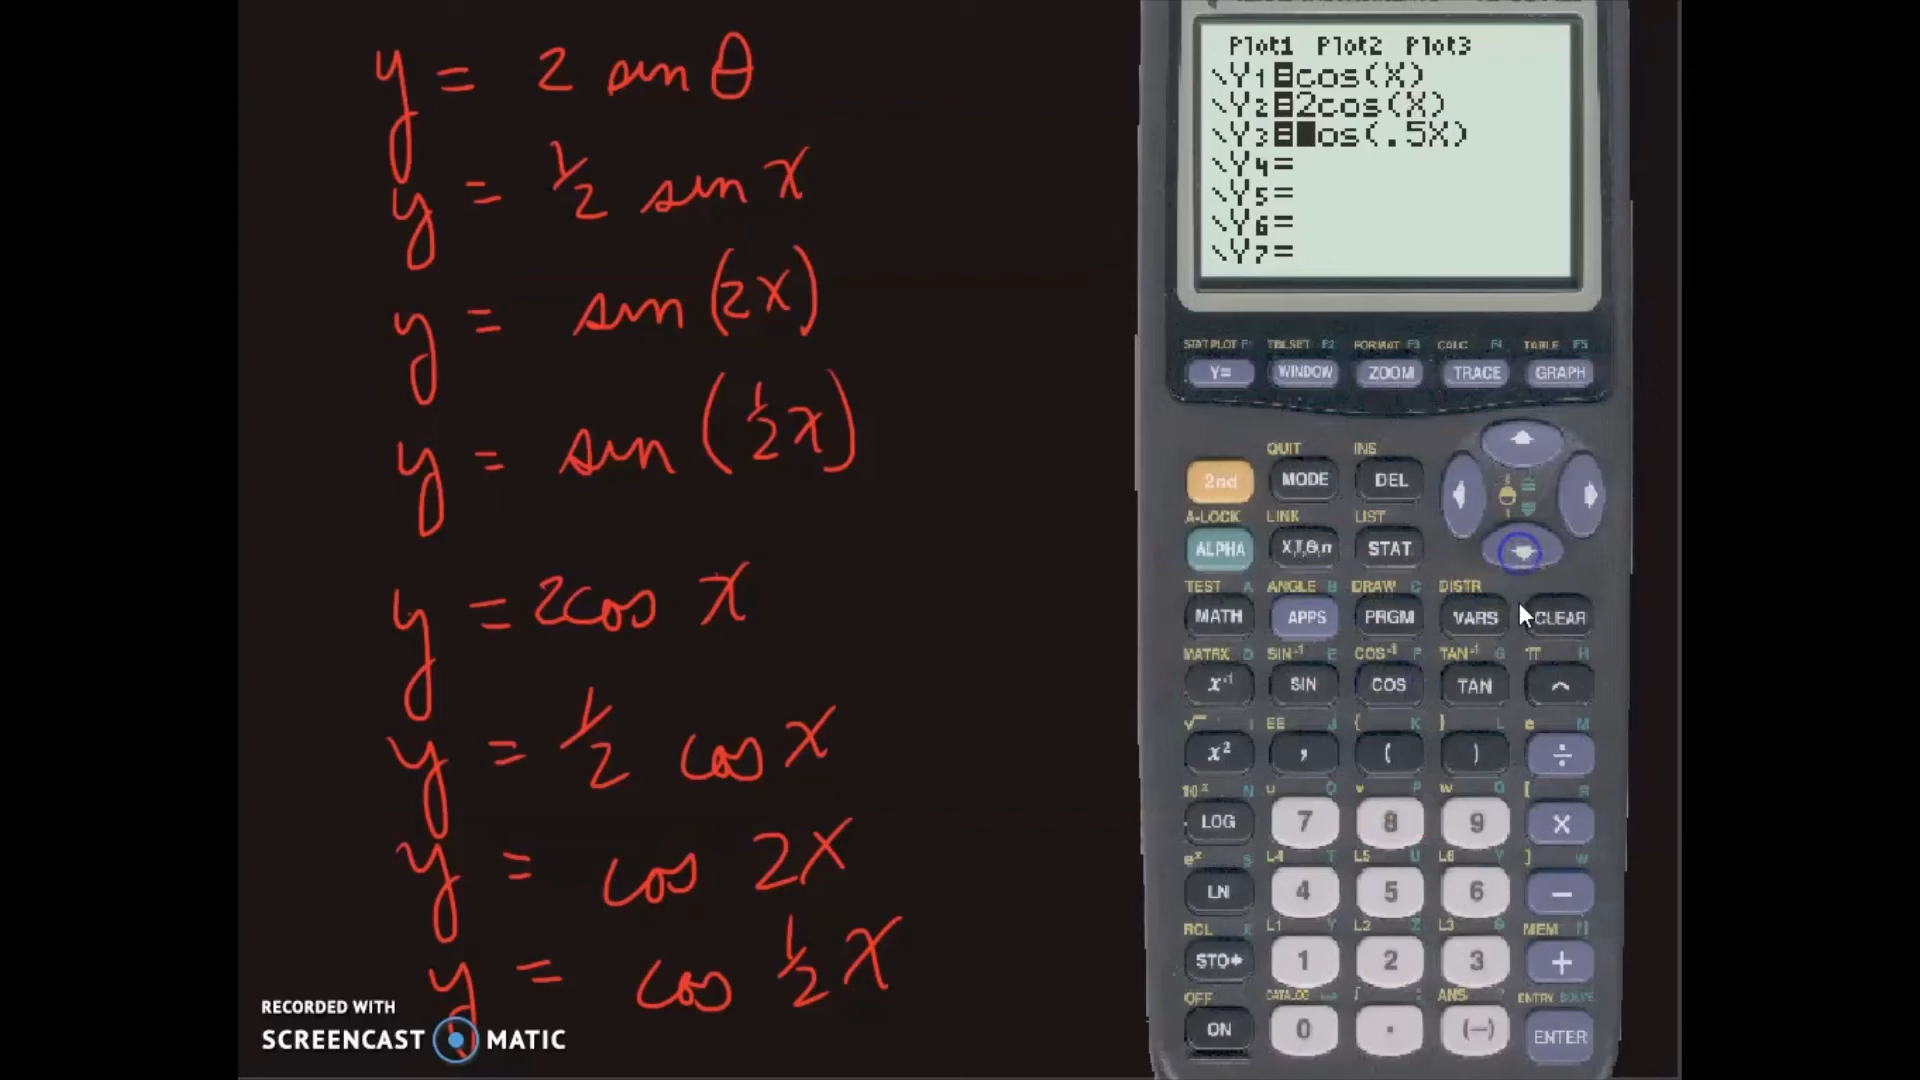 y = 2 sin θ
y = 1/2 sin x
y = sin (2x)
y = sin (1/2 x)
y = 2cos x
y = 1/2 cos x
y = cos 2x
y = cos 1/2 x
RECORDED WITH
SCREENCAST MATIC
Plot1 Plot2 Plot3
\Y1=cos(X)
\Y2=2cos(X)
\Y3=os(.5X)
\Y4=
\Y5=
\Y6=
\Y7=
STAT PLOT F1 TBLSET F2 FORMAT F3 CALC F4 TABLE F5
Y= WINDOW ZOOM TRACE GRAPH
QUIT INS
2nd MODE DEL
A-LOCK LINK LIST
ALPHA X,T,θ,n STAT
TEST A ANGLE B DRAW C DISTR
MATH APPS PRGM VARS CLEAR
MATRX D SIN⁻¹ E COS⁻¹ F TAN⁻¹ G π H
x⁻¹ SIN COS TAN ^
√ I EE J { K } L e M
x² , ( ) ÷
10ˣ N u O v P w Q [ R
LOG 7 8 9 ×
eˣ S L4 T L5 U L6 V ] W
LN 4 5 6 −
RCL X L1 Y L2 Z L3 θ MEM "
STO➔ 1 2 3 +
OFF CATALOG i : ANS ? ENTRY SOLVE
ON 0 . (−) ENTER